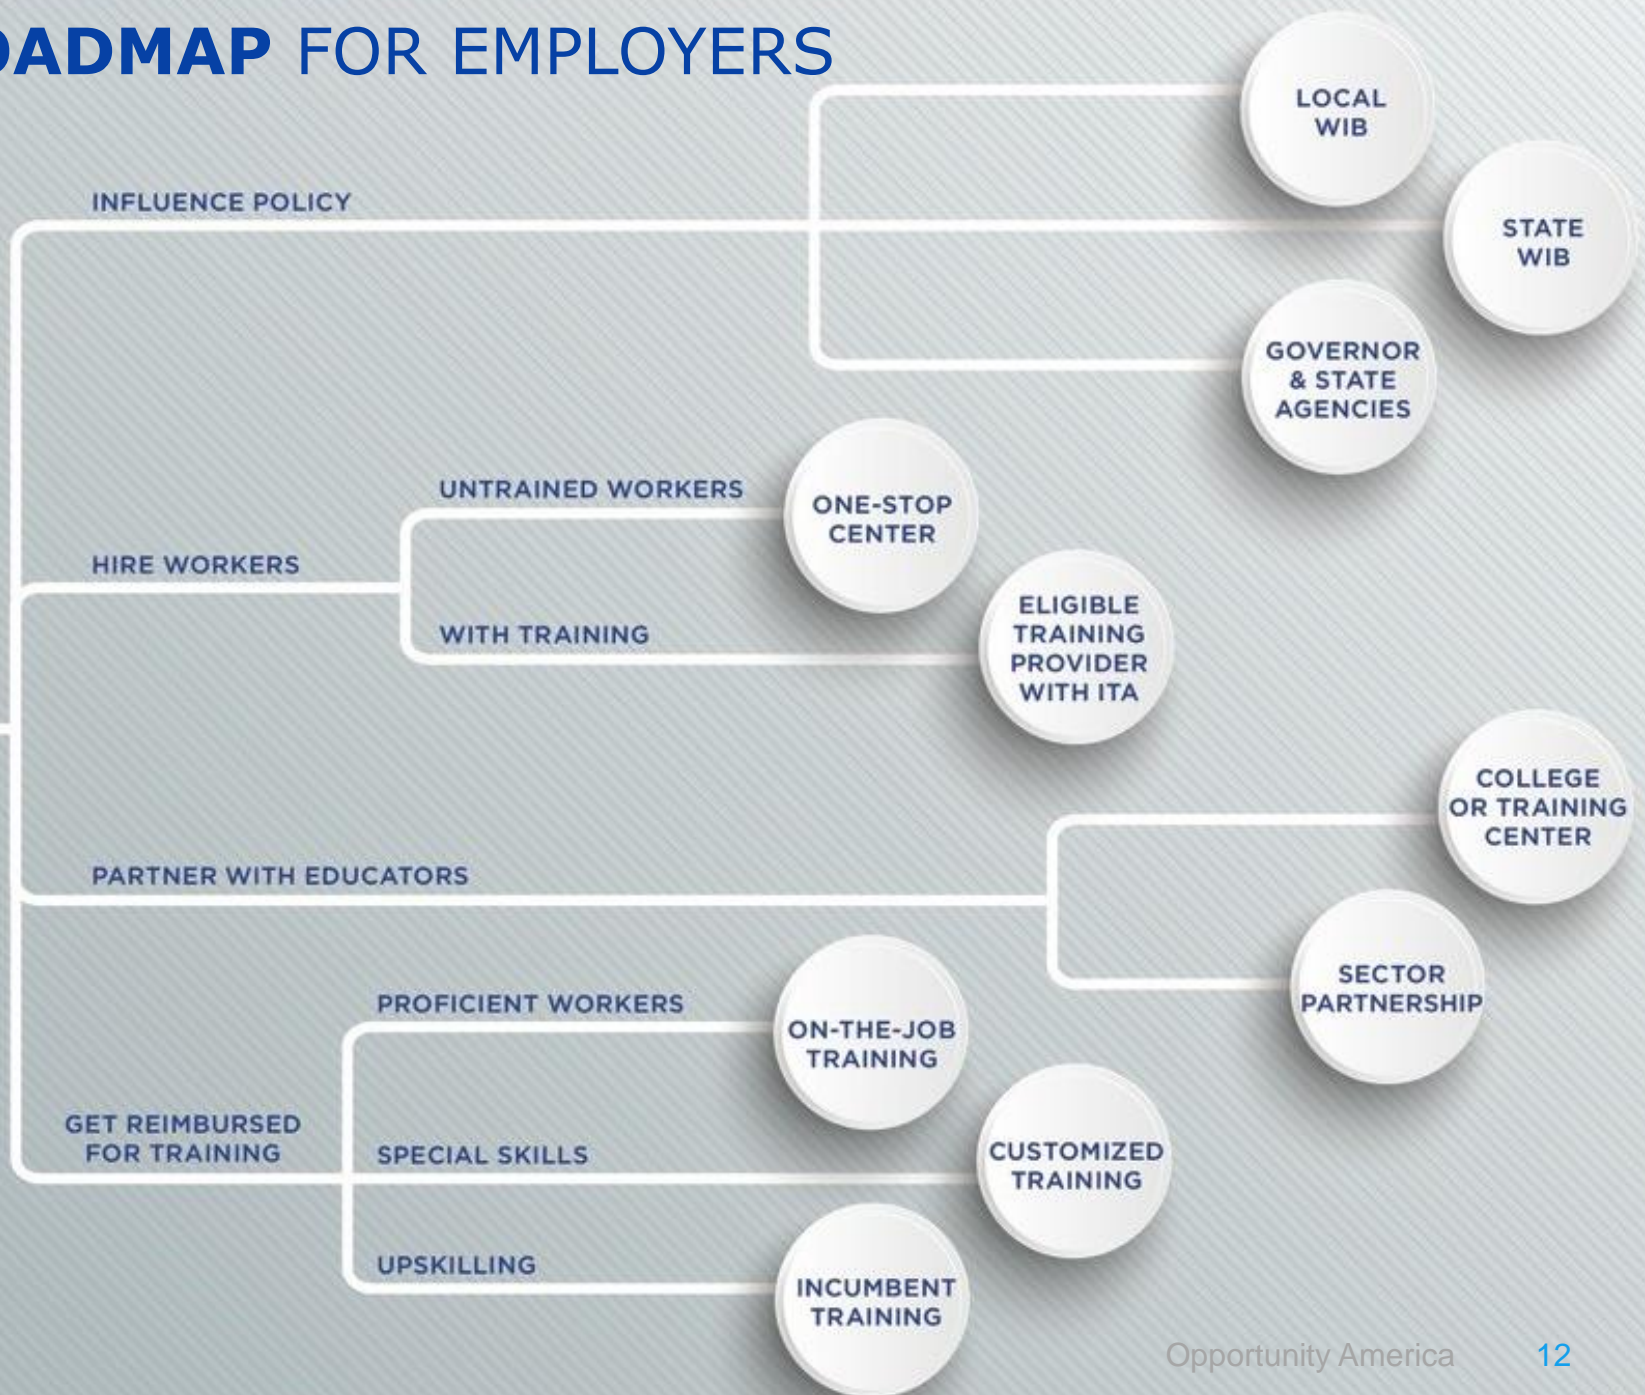 OADMAP FOR EMPLOYERS
LOCAL
WIB
INFLUENCE POLICY
STATE
WIB
GOVERNOR
& STATE
AGENCIES
UNTRAINED WORKERS
ONE-STOP
CENTER
HIRE WORKERS
WITH TRAINING
ELIGIBLE
TRAINING
PROVIDER
WITH ITA
COLLEGE
OR TRAINING
CENTER
PARTNER WITH EDUCATORS
SECTOR
PARTNERSHIP
PROFICIENT WORKERS
ON-THE-JOB
TRAINING
GET REIMBURSED
FOR TRAINING
SPECIAL SKILLS
CUSTOMIZED
TRAINING
UPSKILLING
INCUMBENT
TRAINING
Opportunity America 12